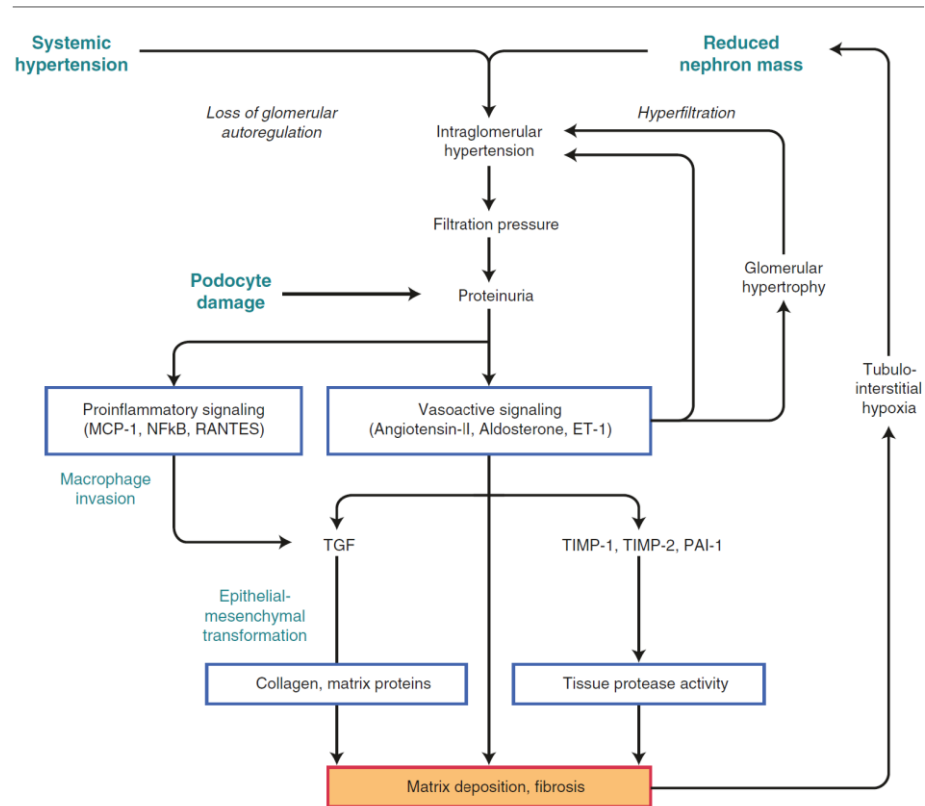 Systemic
hypertension
Reduced
nephron mass
Loss of glomerular
autoregulation
Hyperfiltration
Intraglomerular
hypertension
Filtration pressure
Podocyte
damage
Proteinuria
Glomerular
hypertrophy
Tubulo-
interstitial
hypoxia
Proinflammatory signaling
(MCP-1, NFkB, RANTES)
Vasoactive signaling
(Angiotensin-II, Aldosterone, ET-1)
Macrophage
invasion
TGF
TIMP-1, TIMP-2, PAI-1
Epithelial-
mesenchymal
transformation
Collagen, matrix proteins
Tissue protease activity
Matrix deposition, fibrosis